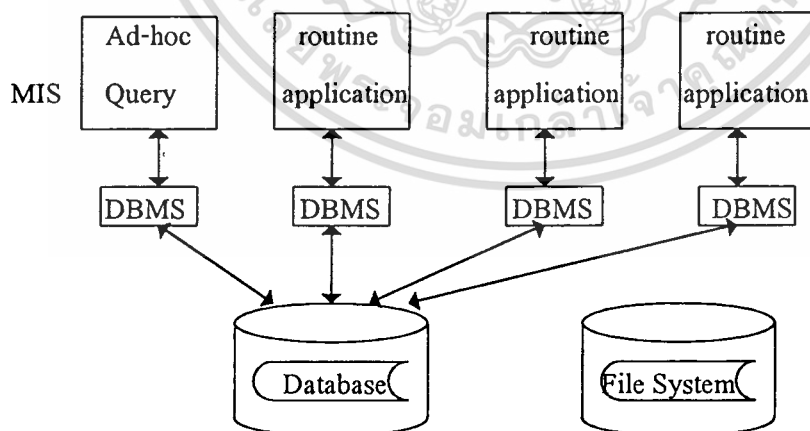 Ad-hoc routine routine routine
MIS Query application application application
DBMS DBMS DBMS DBMS
Database File System